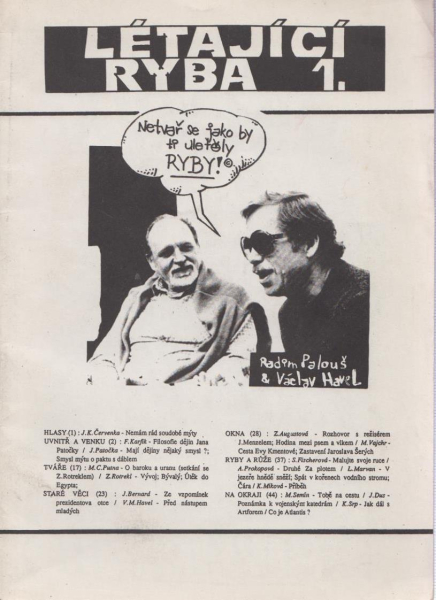 LÉTAJÍCÍ
RYBA 1.
Netvař se jako by
ti uletěly
RYBY!
Radim Palouš
& Václav Havel
HLASY (1) : J.K.Červenka - Nemám rád soudobé mýty
UVNITŘ A VENKU (2) : F.Karfík - Filosofie dějin Jana
Patočky / J.Patočka - Mají dějiny nějaký smysl ?;
Smysl mýtu o paktu s ďáblem
TVÁŘE (17) : M.C.Putna - O baroku a uranu (setkání se
Z.Rotreklem) / Z.Rotrekl - Vývoj; Bývalý; Útěk do
Egypta;
STARÉ VĚCI (23) : J.Bernard - Ze vzpomínek
presidentova otce / V.M.Havel - Před nástupem
mladých
OKNA (28) : Z.Augustová - Rozhovor s režisérem
J.Menzelem; Hodina mezi psem a vlkem / M.Vajchr -
Cesta Evy Kmentové; Zastavení Jaroslava Šerých
RYBY A RŮŽE (37) : S.Fischerová - Malujte svoje ruce /
A.Prokopová - Druhé Za plotem / L.Marvan - V
jezeře hnědě sněží; Spát v kořenech vodního stromu;
Čára / K.Miková - Příběh
NA OKRAJI (44) : M.Semín - Tobě na cestu / J.Dus -
Poznámka k vojenským katedrám / K.Srp - Jak dál s
Artforem / Co je Atlantis ?